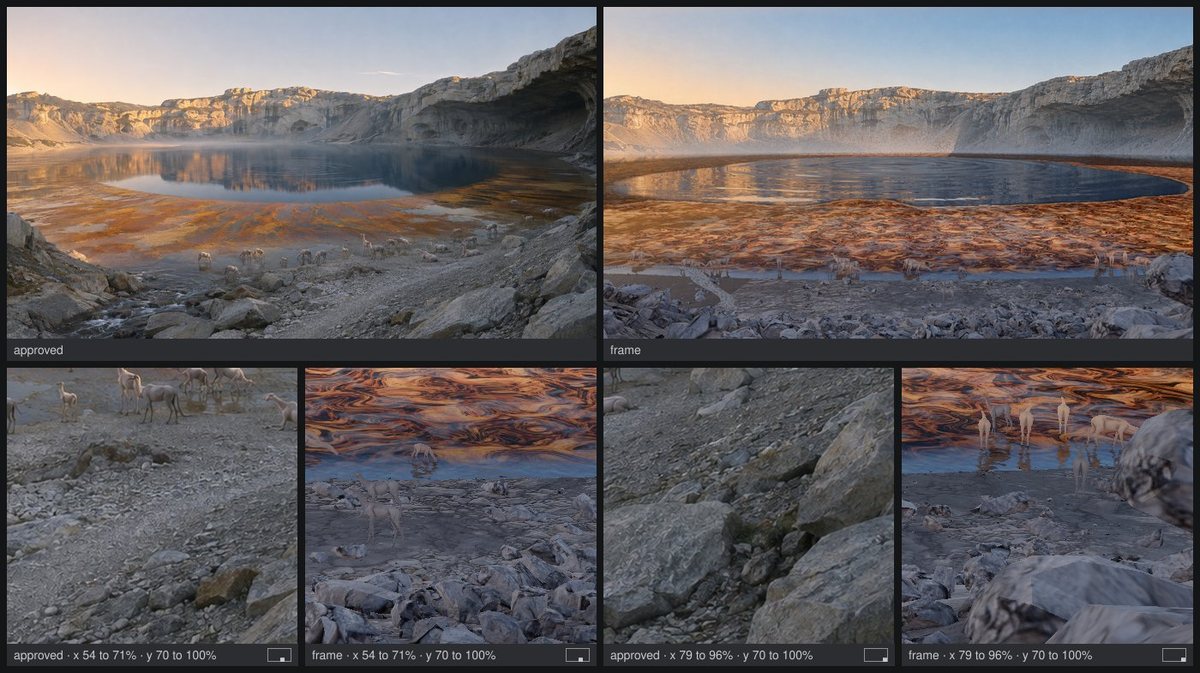 approved
frame
approved · x 54 to 71% · y 70 to 100%
frame · x 54 to 71% · y 70 to 100%
approved · x 79 to 96% · y 70 to 100%
frame · x 79 to 96% · y 70 to 100%